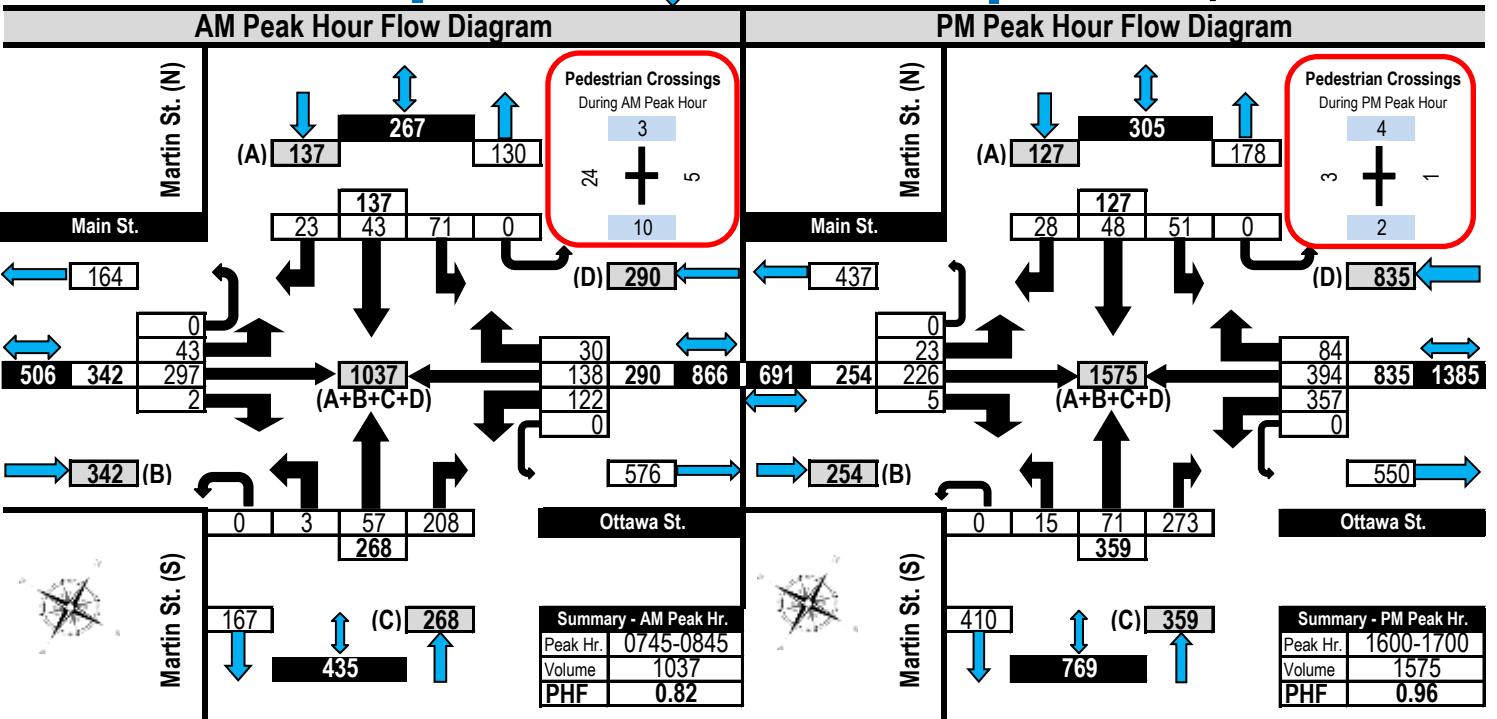 AM Peak Hour Flow Diagram
Martin St. (N)
Pedestrian Crossings
During AM Peak Hour
3
24
5
10
267
(A) 137
130
137
23 43 71 0
Main St.
164
(D) 290
0
43
506 342 297
2
1037
(A+B+C+D)
30
138 290 866
122
0
342 (B)
576
0 3 57 208
268
Ottawa St.
Martin St. (S)
167
(C) 268
435
Summary - AM Peak Hr.
Peak Hr. 0745-0845
Volume 1037
PHF 0.82
PM Peak Hour Flow Diagram
Martin St. (N)
Pedestrian Crossings
During PM Peak Hour
4
3
1
2
305
(A) 127
178
127
28 48 51 0
Main St.
437
(D) 835
0
23
691 254 226
5
1575
(A+B+C+D)
84
394 835 1385
357
0
254 (B)
550
0 15 71 273
359
Ottawa St.
Martin St. (S)
410
(C) 359
769
Summary - PM Peak Hr.
Peak Hr. 1600-1700
Volume 1575
PHF 0.96